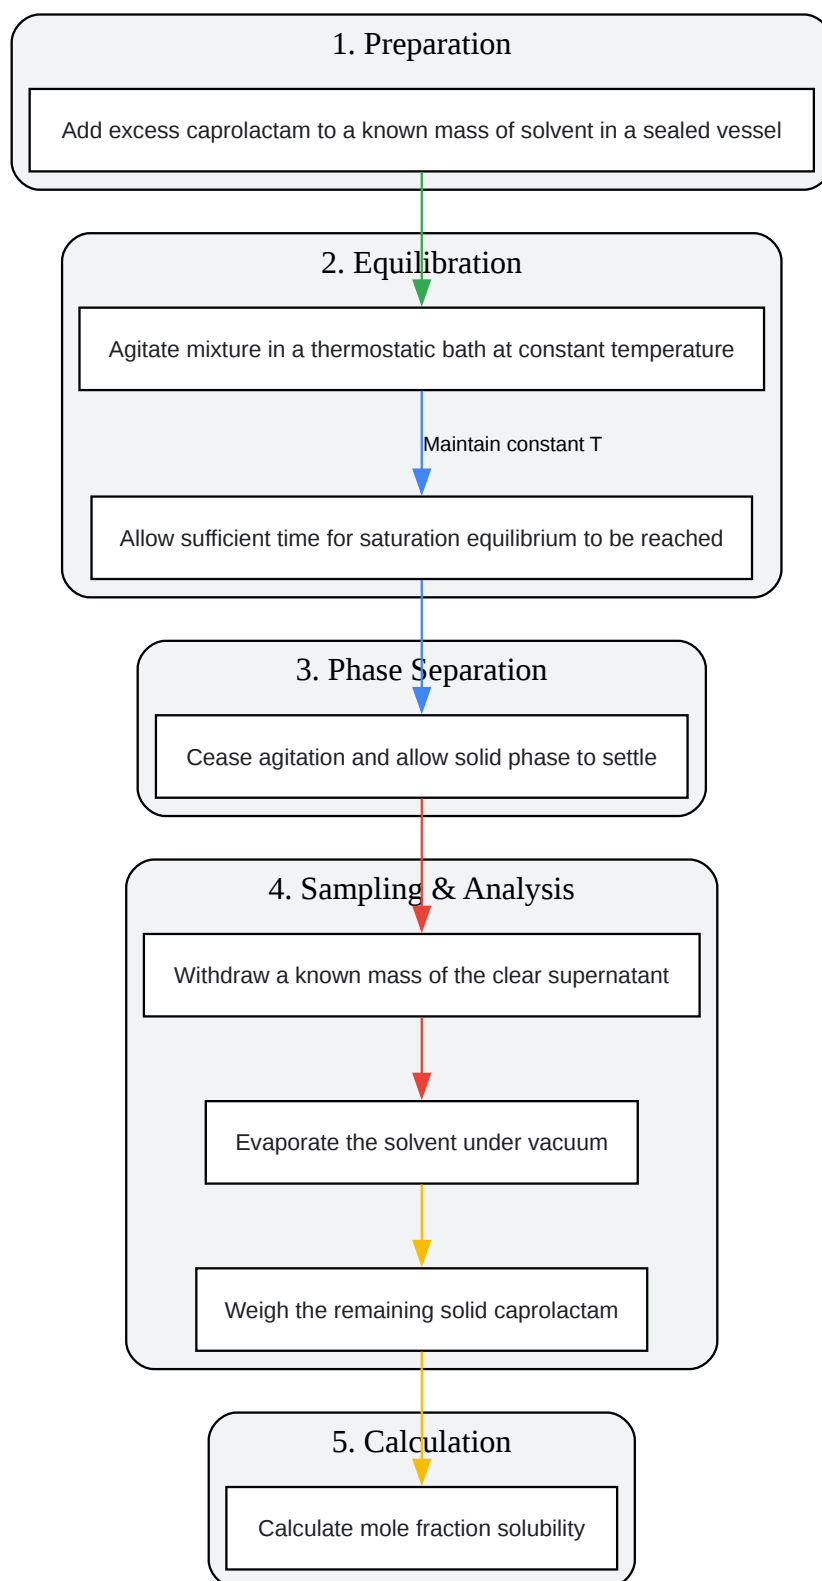 1. Preparation
Add excess caprolactam to a known mass of solvent in a sealed vessel
2. Equilibration
Agitate mixture in a thermostatic bath at constant temperature
Maintain constant T
Allow sufficient time for saturation equilibrium to be reached
3. Phase Separation
Cease agitation and allow solid phase to settle
4. Sampling & Analysis
Withdraw a known mass of the clear supernatant
Evaporate the solvent under vacuum
Weigh the remaining solid caprolactam
5. Calculation
Calculate mole fraction solubility